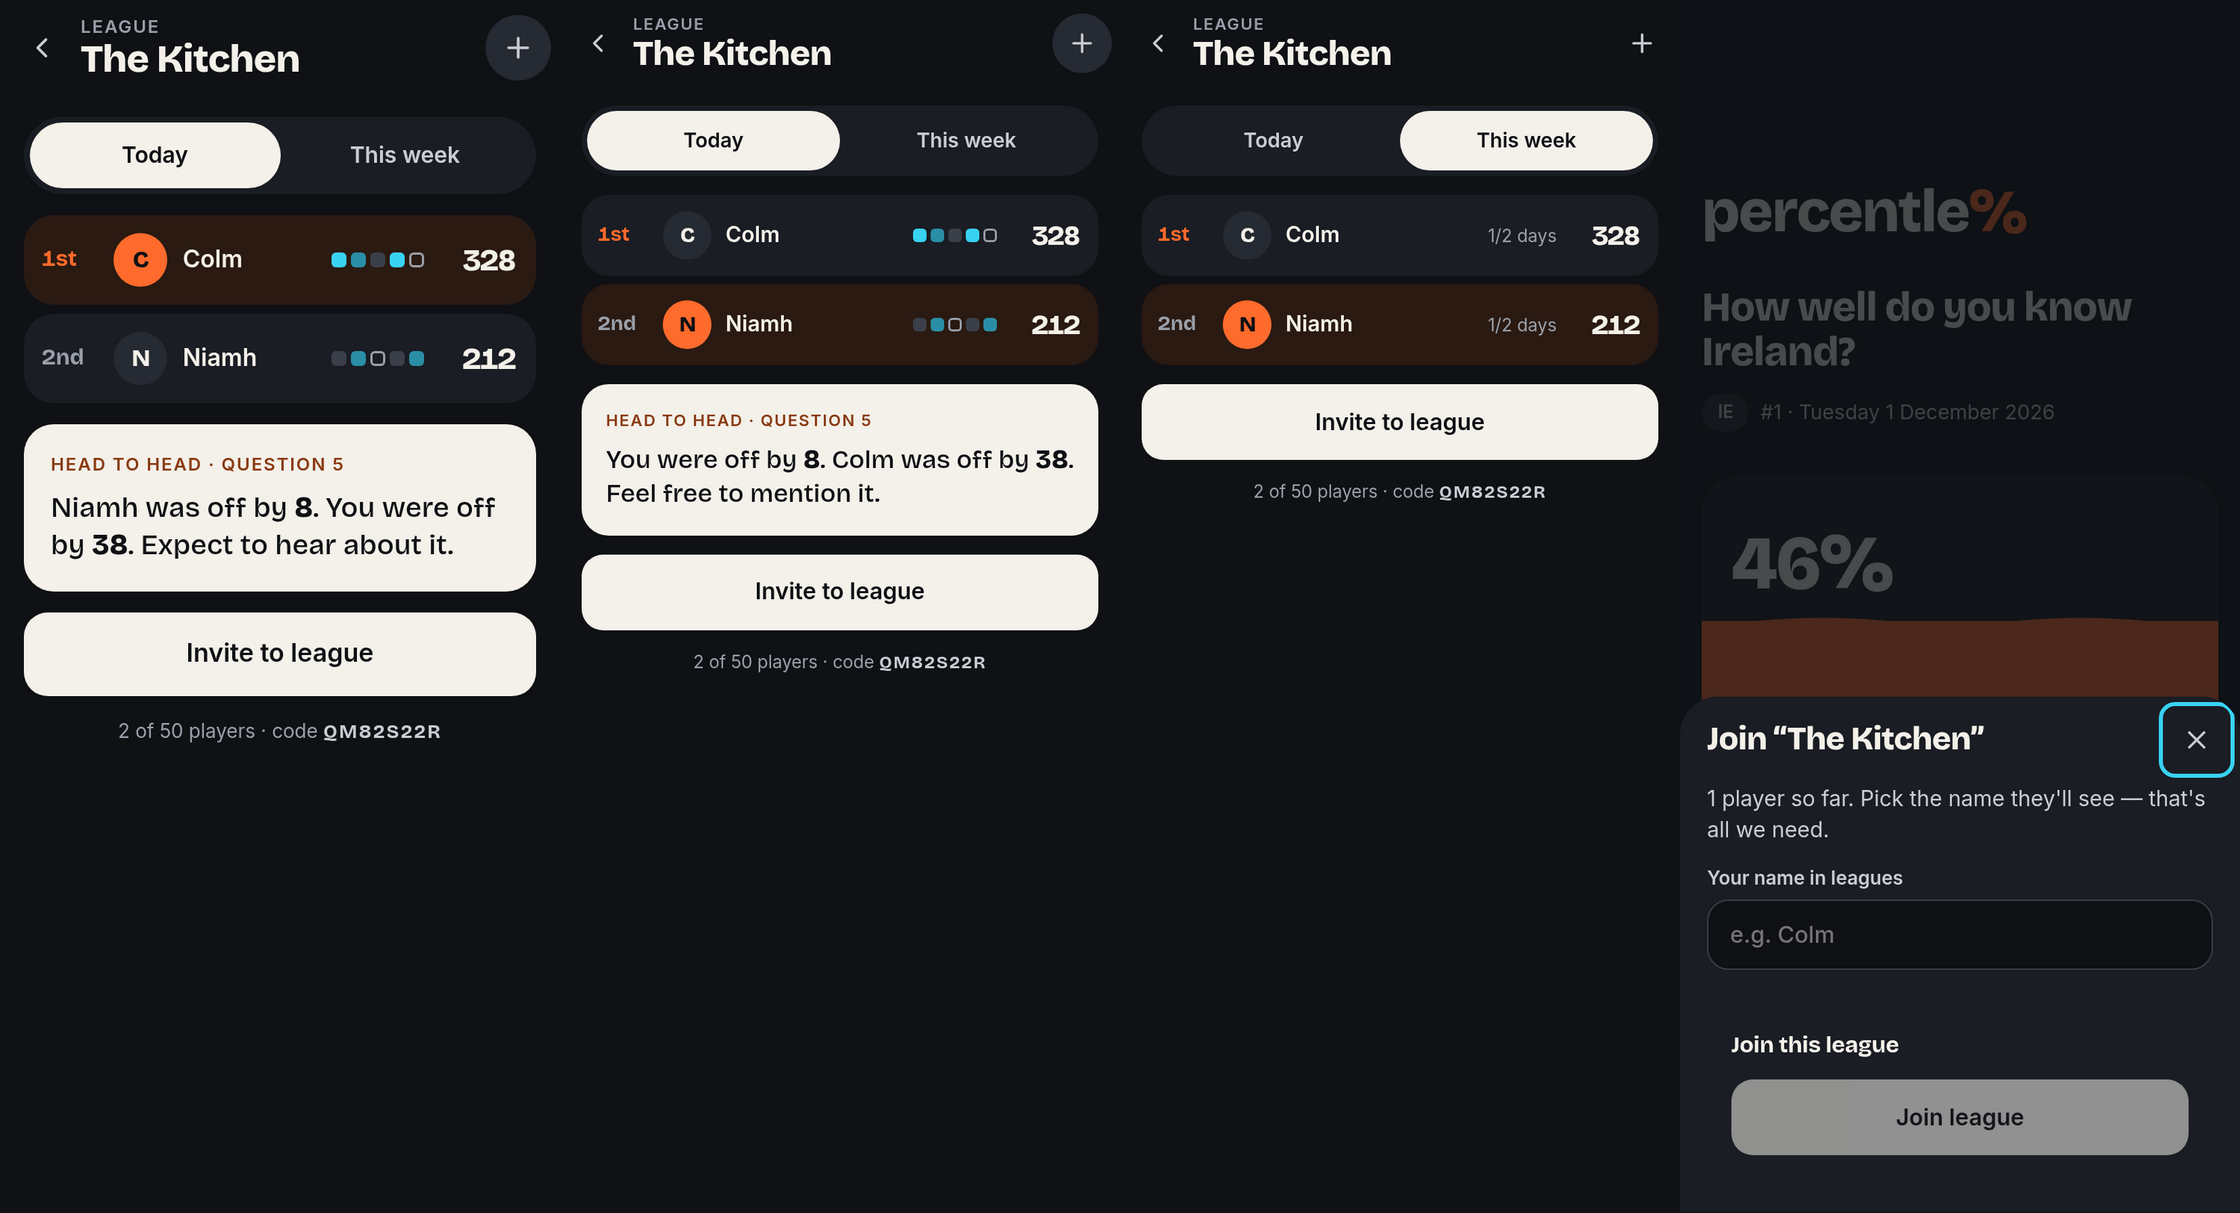 LEAGUE
The Kitchen
Today
This week
1st
C
Colm
328
2nd
N
Niamh
212
HEAD TO HEAD · QUESTION 5
Niamh was off by 8. You were off
by 38. Expect to hear about it.
Invite to league
2 of 50 players · code QM82S22R
LEAGUE
The Kitchen
Today
This week
1st
C
Colm
328
2nd
N
Niamh
212
HEAD TO HEAD · QUESTION 5
You were off by 8. Colm was off by 38.
Feel free to mention it.
Invite to league
2 of 50 players · code QM82S22R
LEAGUE
The Kitchen
Today
This week
1st
C
Colm
1/2 days
328
2nd
N
Niamh
1/2 days
212
Invite to league
2 of 50 players · code QM82S22R
percentle%
How well do you know
Ireland?
IE
#1 · Tuesday 1 December 2026
46%
Join “The Kitchen”
1 player so far. Pick the name they'll see — that's
all we need.
Your name in leagues
e.g. Colm
Join this league
Join league